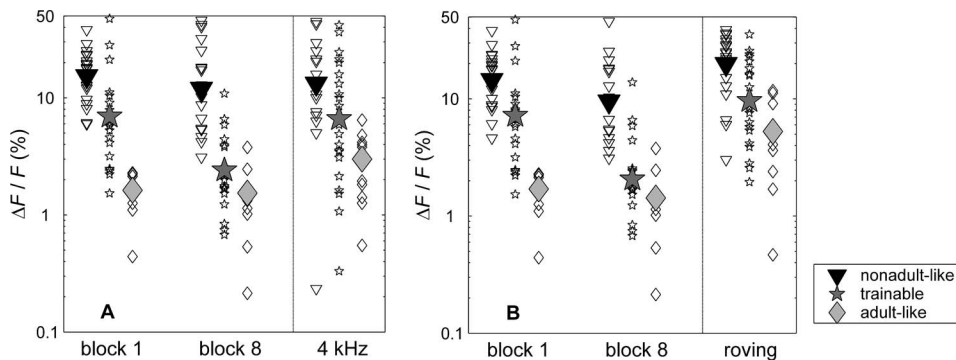 ΔF / F (%)
50
10
1
0.1
A
block 1
block 8
4 kHz
ΔF / F (%)
50
10
1
0.1
B
block 1
block 8
roving
nonadult-like
trainable
adult-like